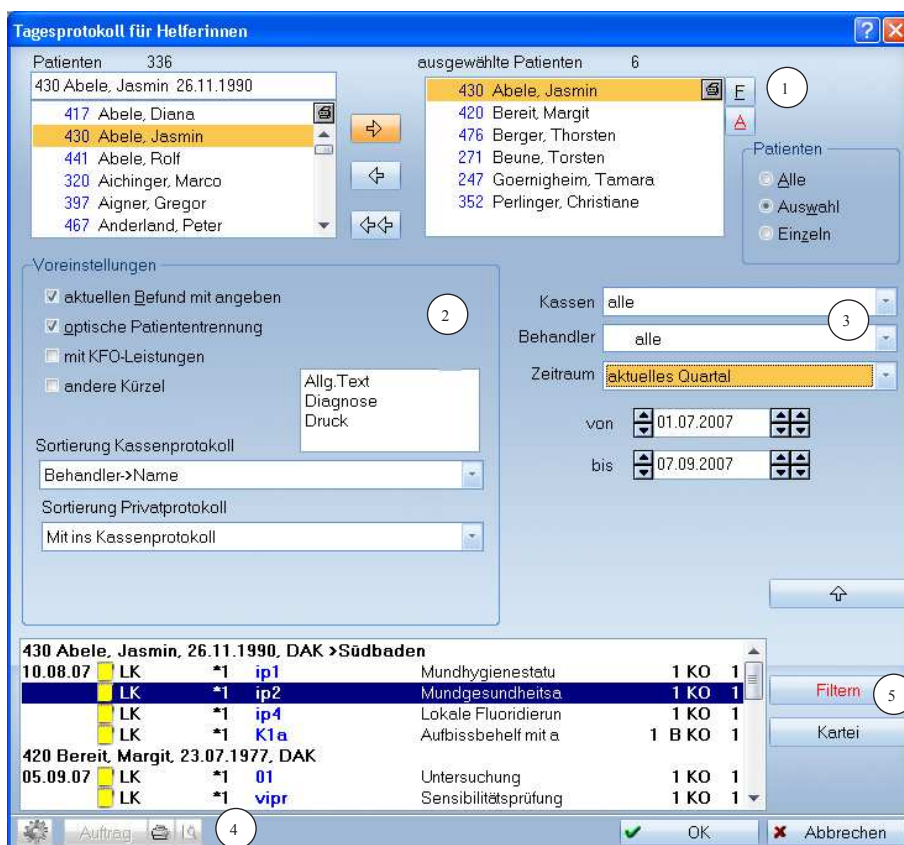 Tagesprotokoll für Helferinnen
Patienten 336
430 Abele, Jasmin 26.11.1990
417 Abele, Diana
430 Abele, Jasmin
441 Abele, Rolf
320 Aichinger, Marco
397 Aigner, Gregor
467 Anderland, Peter
ausgewählte Patienten 6
430 Abele, Jasmin
420 Bereit, Margit
476 Berger, Thorsten
271 Beune, Torsten
247 Goernigheim, Tamara
352 Perlinger, Christiane
F
A
1
Patienten
Alle
Auswahl
Einzeln
Voreinstellungen
aktuellen Befund mit angeben
optische Patiententrennung
mit KFO-Leistungen
andere Kürzel
2
Allg.Text
Diagnose
Druck
Sortierung Kassenprotokoll
Behandler->Name
Sortierung Privatprotokoll
Mit ins Kassenprotokoll
Kassen alle
Behandler alle
3
Zeitraum aktuelles Quartal
von 01.07.2007
bis 07.09.2007
430 Abele, Jasmin, 26.11.1990, DAK >Südbaden
10.08.07 LK *1 ip1 Mundhygienestatu 1 KO 1
LK *1 ip2 Mundgesundheitsa 1 KO 1
LK *1 ip4 Lokale Fluoridierun 1 KO 1
LK *1 K1a Aufbissbehelf mit a 1 B KO 1
420 Bereit, Margit, 23.07.1977, DAK
05.09.07 LK *1 01 Untersuchung 1 KO 1
LK *1 vipr Sensibilitätsprüfung 1 KO 1
Filtern
5
Kartei
Auftrag
4
OK
Abbrechen